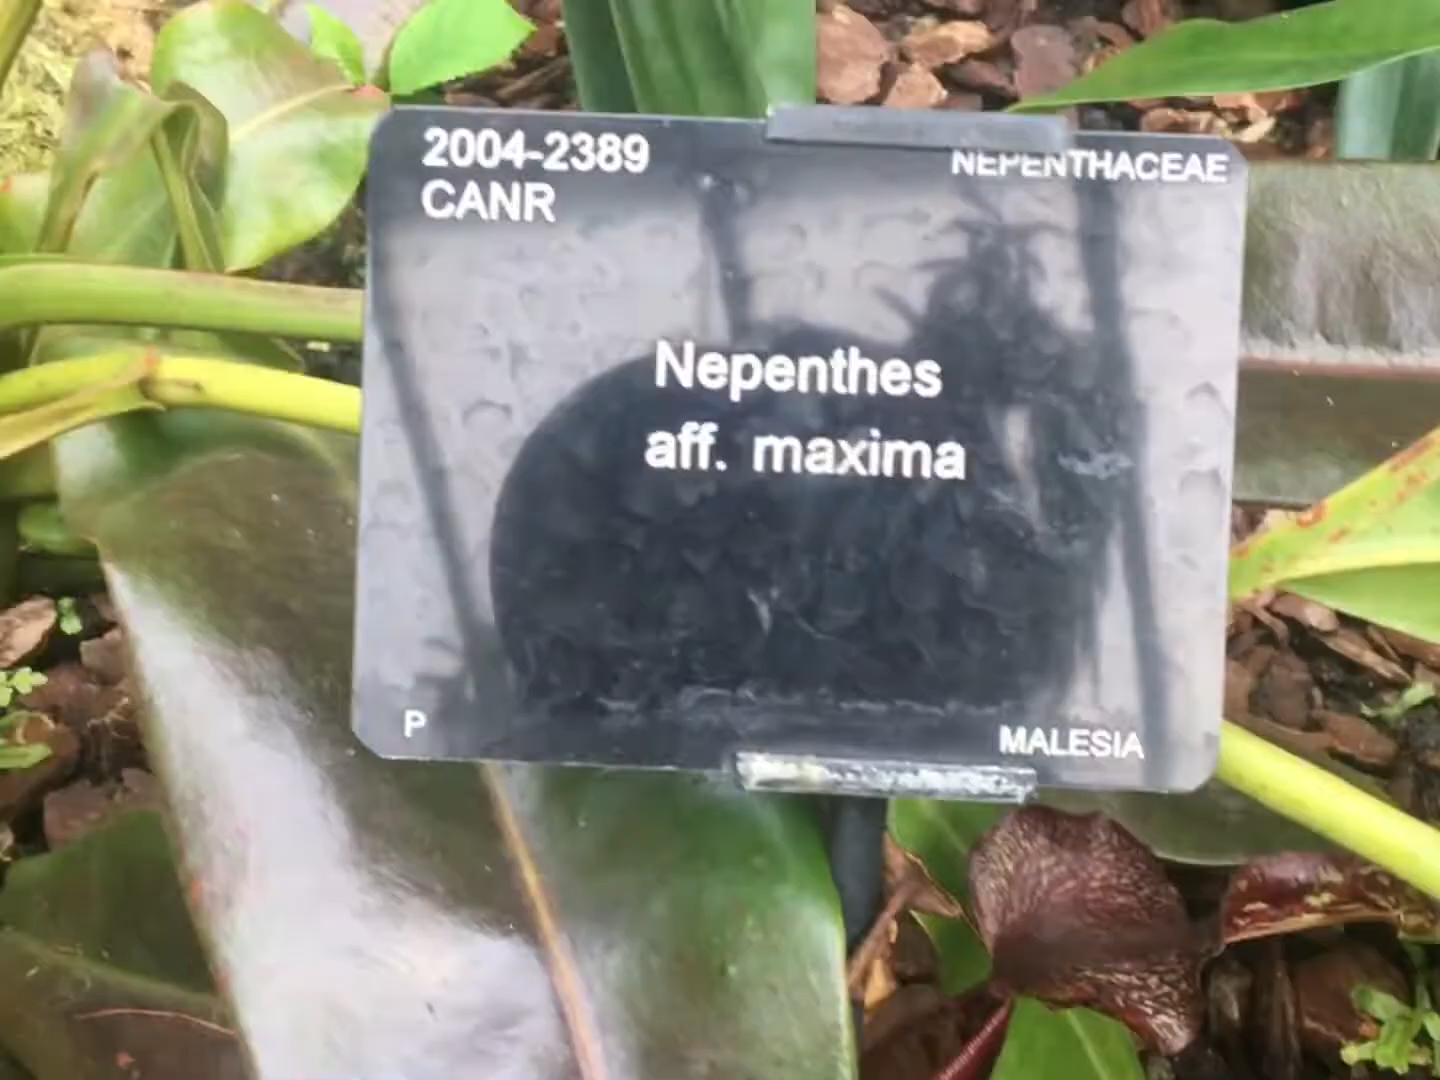 2004-2389
CANR
NEPENTHACEAE
Nepenthes
aff. maxima
P
MALESIA